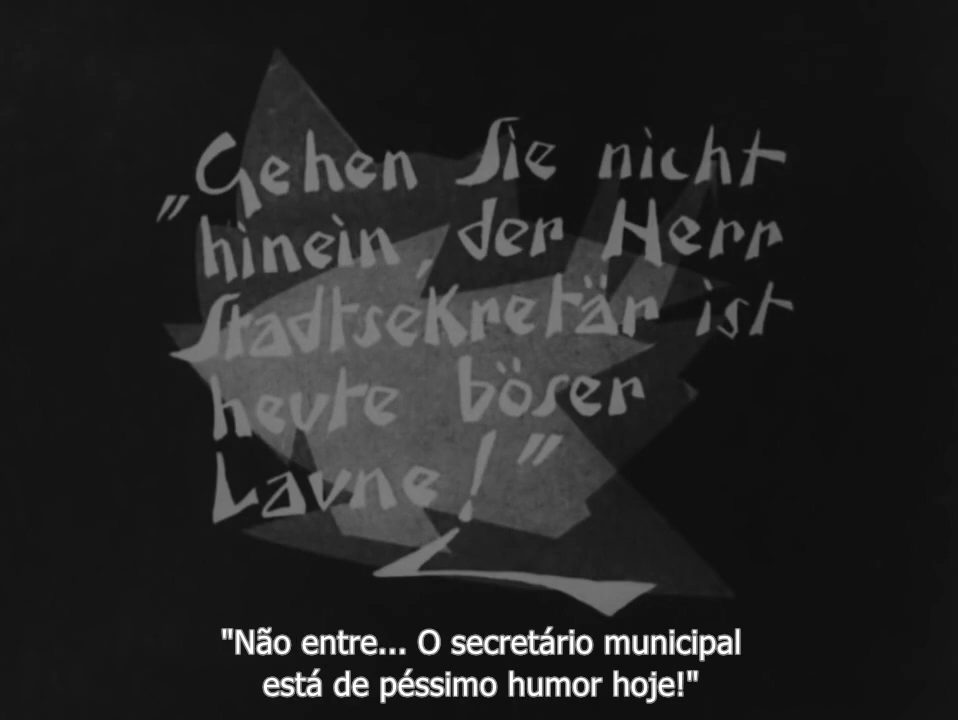 „Gehen Sie nicht
hinein, der Herr
Stadtsekretär ist
heute böser
Laune!”
"Não entre... O secretário municipal
está de péssimo humor hoje!"